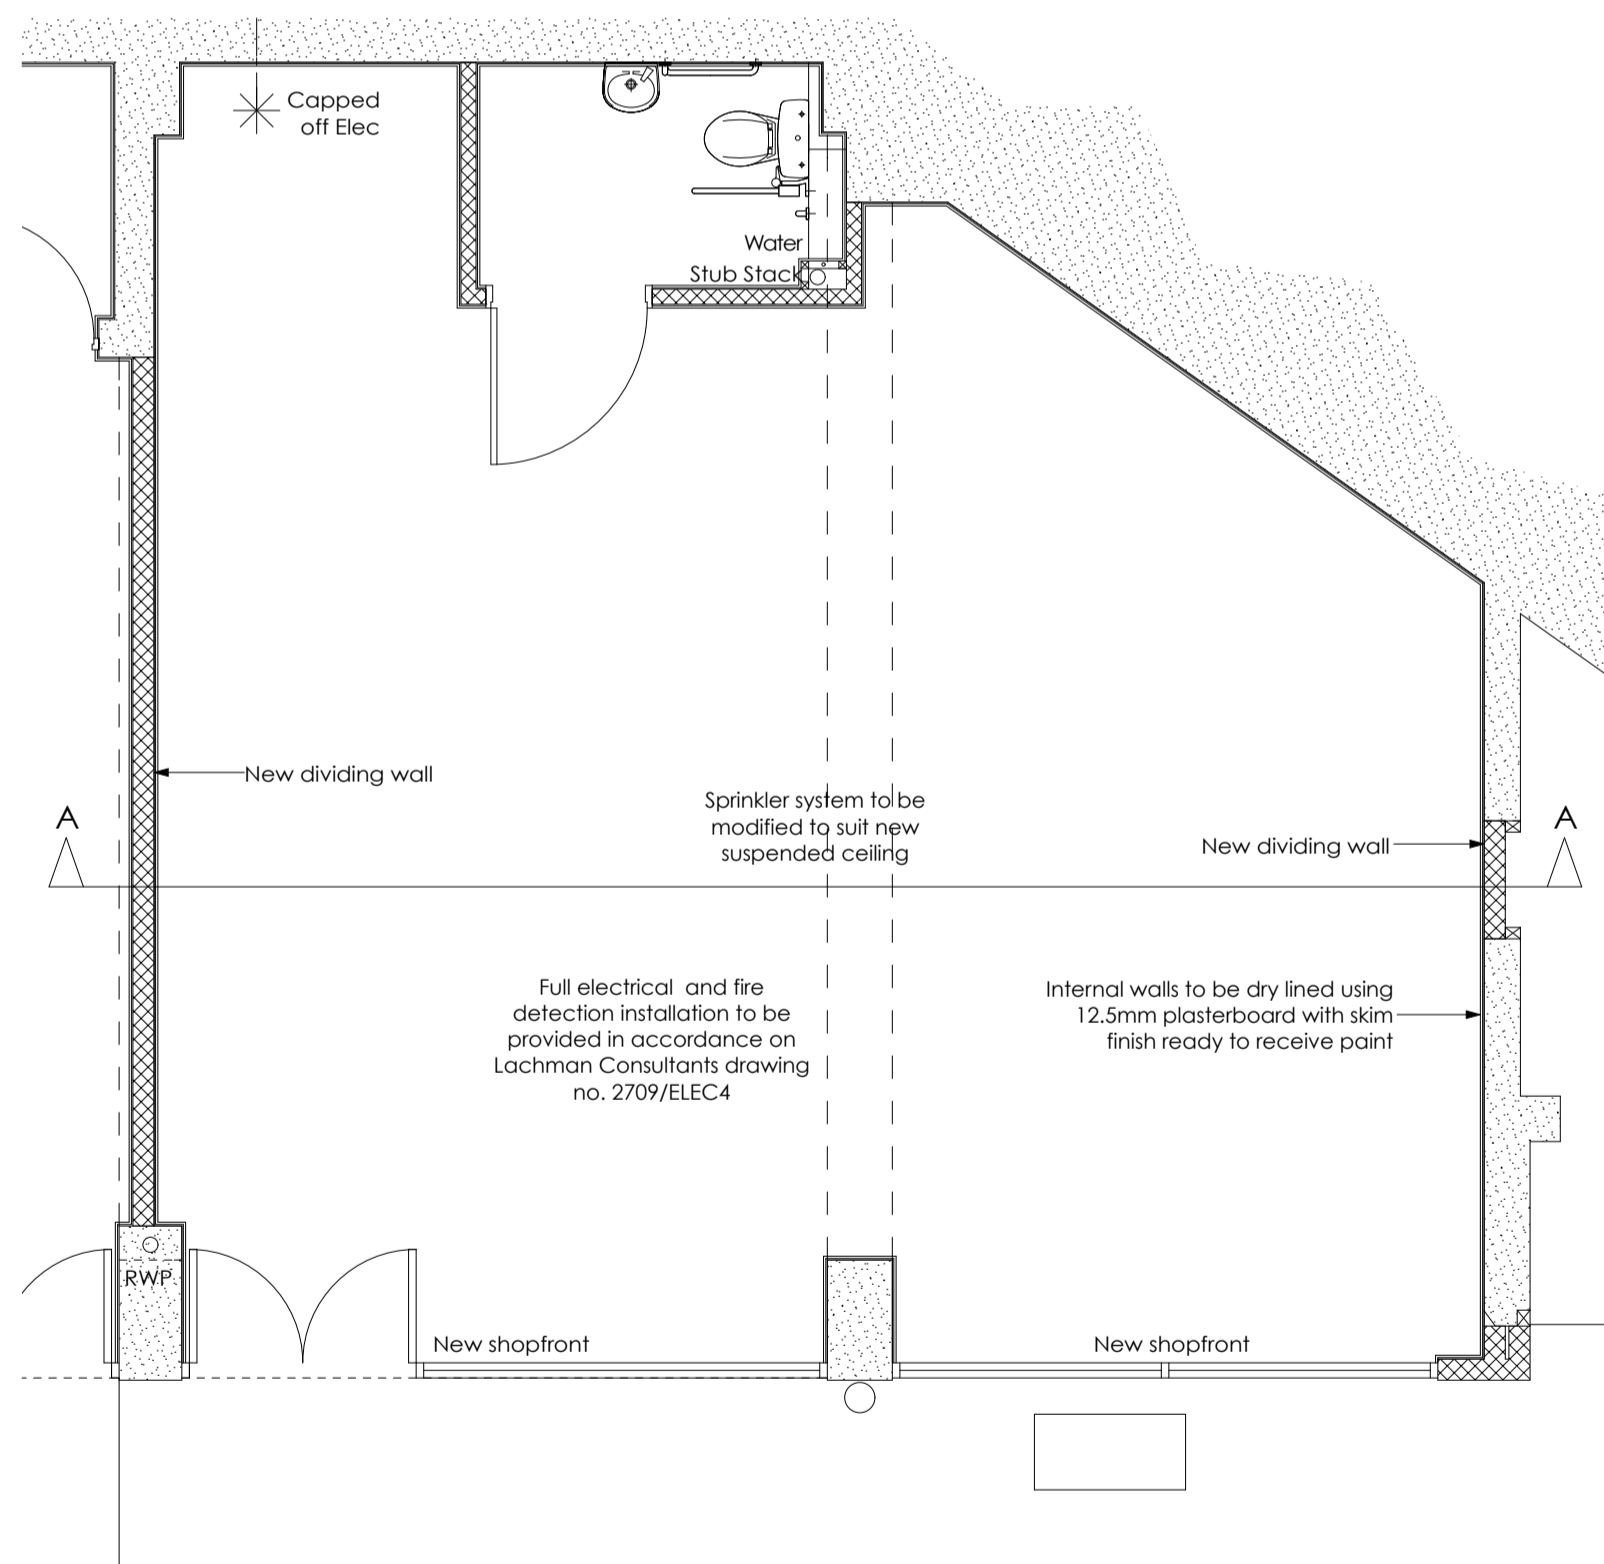 Capped
off Elec
Water
Stub Stack
New dividing wall
A
Sprinkler system to be
modified to suit new
suspended ceiling
New dividing wall
A
Full electrical and fire
detection installation to be
provided in accordance on
Lachman Consultants drawing
no. 2709/ELEC4
Internal walls to be dry lined using
12.5mm plasterboard with skim
finish ready to receive paint
RWP
New shopfront
New shopfront